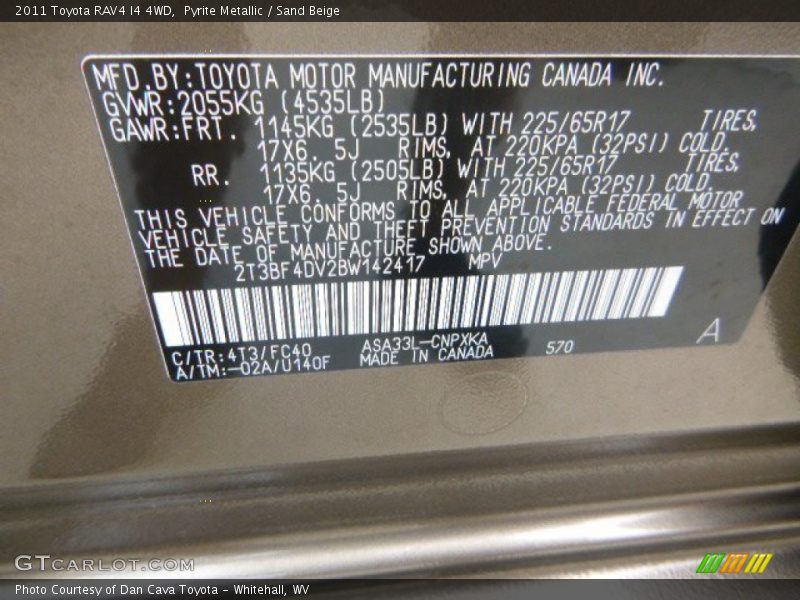 2011 Toyota RAV4 I4 4WD,  Pyrite Metallic / Sand Beige
MFD.BY:TOYOTA MOTOR MANUFACTURING CANADA INC.
GVWR:2055KG (4535LB)
GAWR:FRT. 1145KG (2535LB) WITH 225/65R17 TIRES,
17X6.5J RIMS, AT 220KPA (32PSI) COLD.
RR. 1135KG (2505LB) WITH 225/65R17 TIRES,
17X6.5J RIMS, AT 220KPA (32PSI) COLD.
THIS VEHICLE CONFORMS TO ALL APPLICABLE FEDERAL MOTOR
VEHICLE SAFETY AND THEFT PREVENTION STANDARDS IN EFFECT ON
THE DATE OF MANUFACTURE SHOWN ABOVE.
2T3BF4DV2BW142417 MPV
C/TR:4T3/FC40 ASA33L-CNPXKA 570 A
A/TM:-02A/U140F MADE IN CANADA
GTCARLOT.COM
Photo Courtesy of Dan Cava Toyota - Whitehall, WV